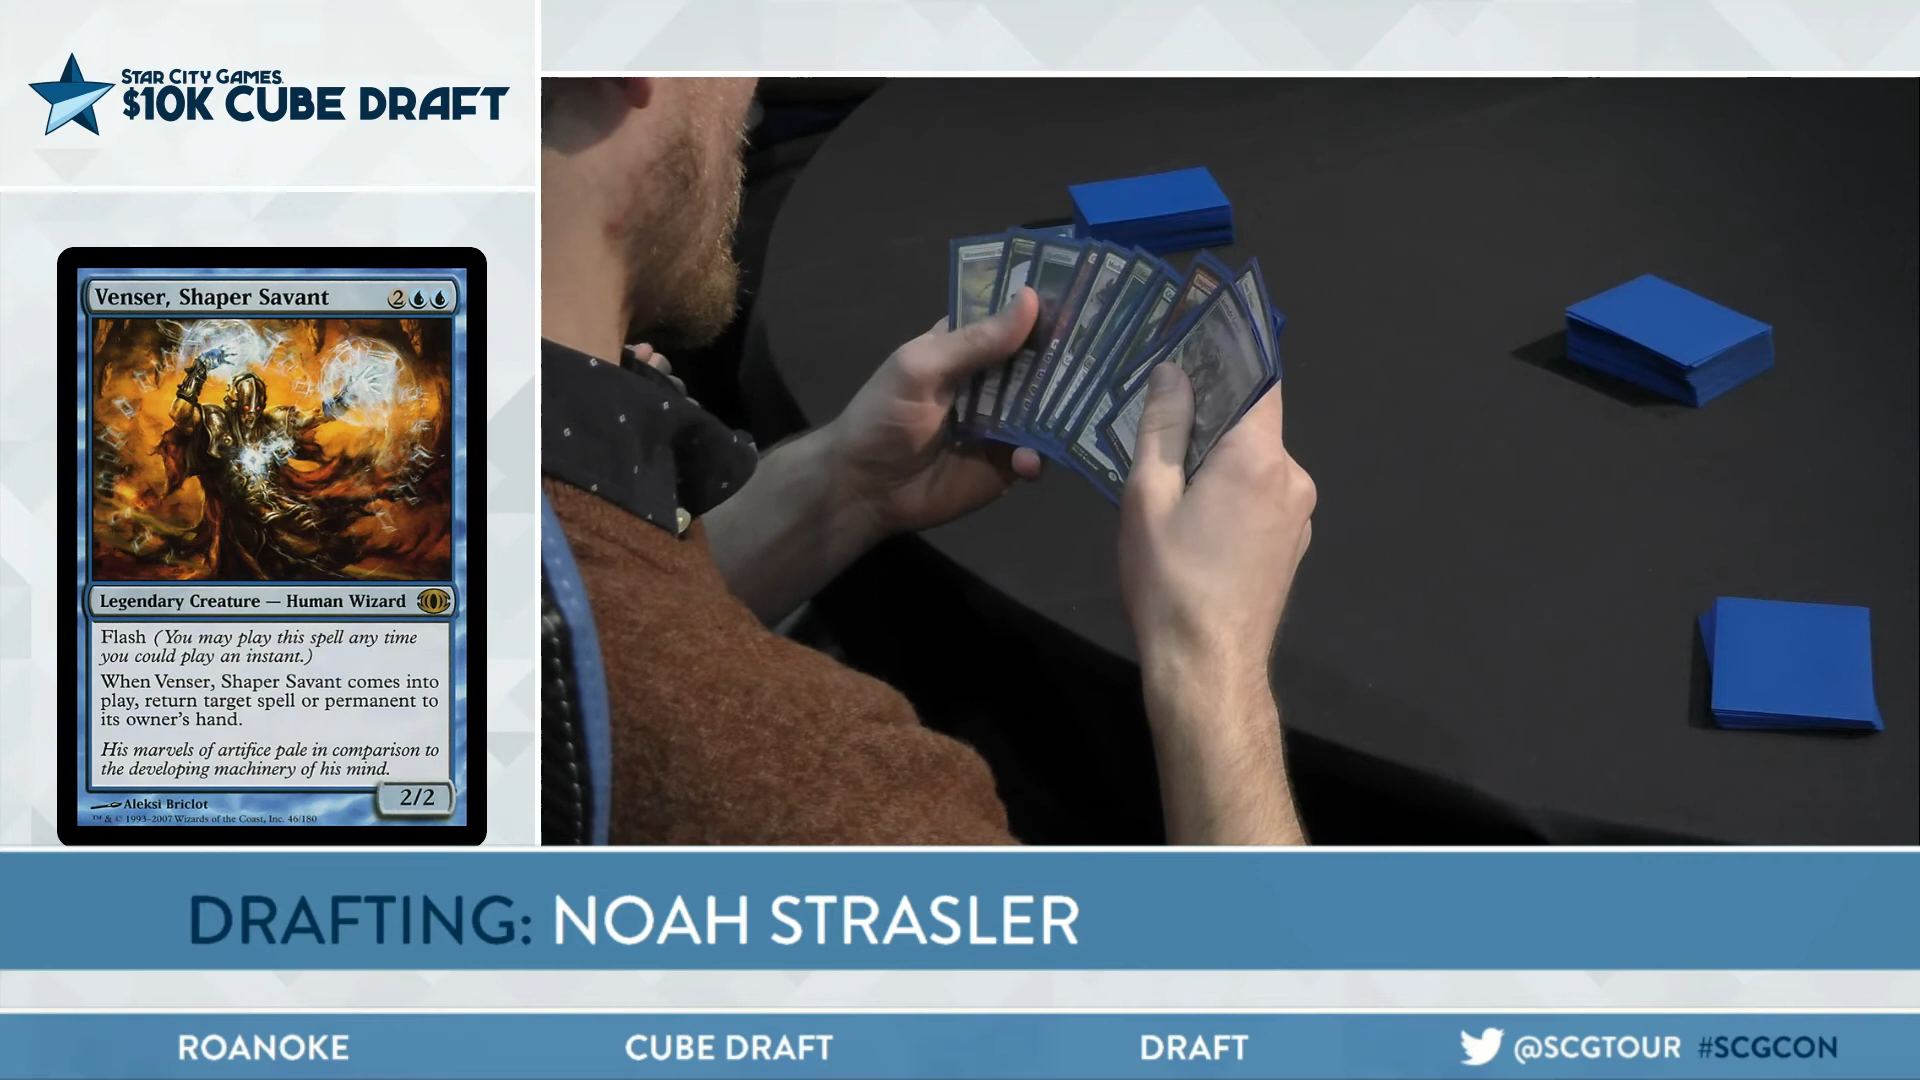 STAR CITY GAMES.
$10K CUBE DRAFT
Venser, Shaper Savant 2
Legendary Creature — Human Wizard
Flash (You may play this spell any time
you could play an instant.)
When Venser, Shaper Savant comes into
play, return target spell or permanent to
its owner's hand.
His marvels of artifice pale in comparison to
the developing machinery of his mind.
2/2
Aleksi Briclot
™ & © 1993–2007 Wizards of the Coast, Inc. 46/180
DRAFTING: NOAH STRASLER
ROANOKE CUBE DRAFT DRAFT @SCGTOUR #SCGCON